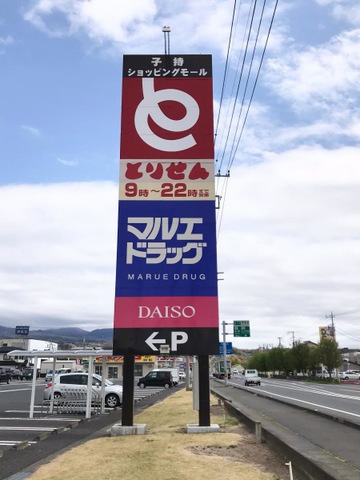 子持
ショッピングモール
とりせん
9時〜22時
マルエ
ドラッグ
MARUE DRUG
DAISO
←P